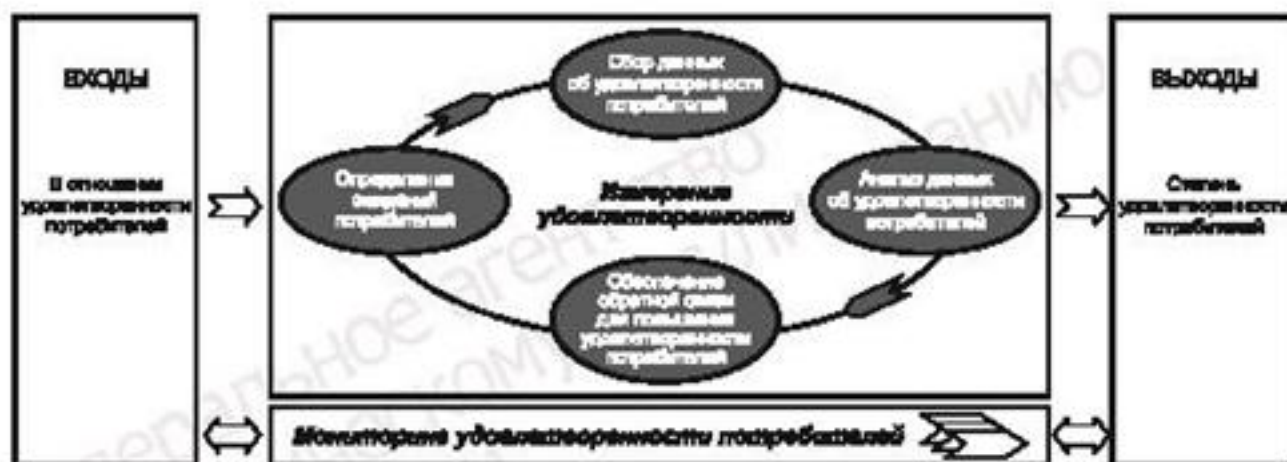 ВХОДЫ
В отношении
удовлетворенности
потребителей
Сбор данных
об удовлетворенности
потребителей
Определение
ожиданий
потребителей
Измерение
удовлетворенности
Анализ данных
об удовлетворенности
потребителей
Обеспечение
обратной связи
для повышения
удовлетворенности
потребителей
ВЫХОДЫ
Степень
удовлетворенности
потребителей
Мониторинг удовлетворенности потребителей
агентство